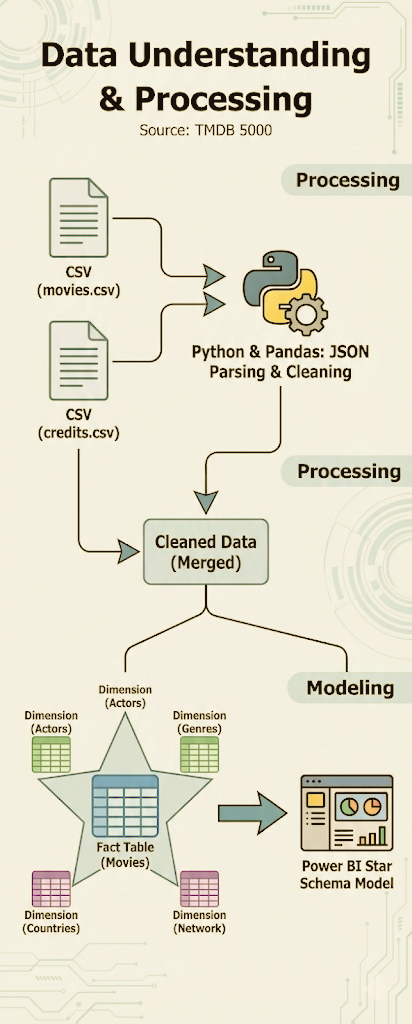 Data Understanding
& Processing
Source: TMDB 5000
Processing
CSV
(movies.csv)
Python & Pandas: JSON
Parsing & Cleaning
CSV
(credits.csv)
Processing
Cleaned Data
(Merged)
Modeling
Dimension
(Actors)
Dimension
(Actors)
Dimension
(Genres)
Fact Table
(Movies)
Power BI Star
Schema Model
Dimension
(Countries)
Dimension
(Network)